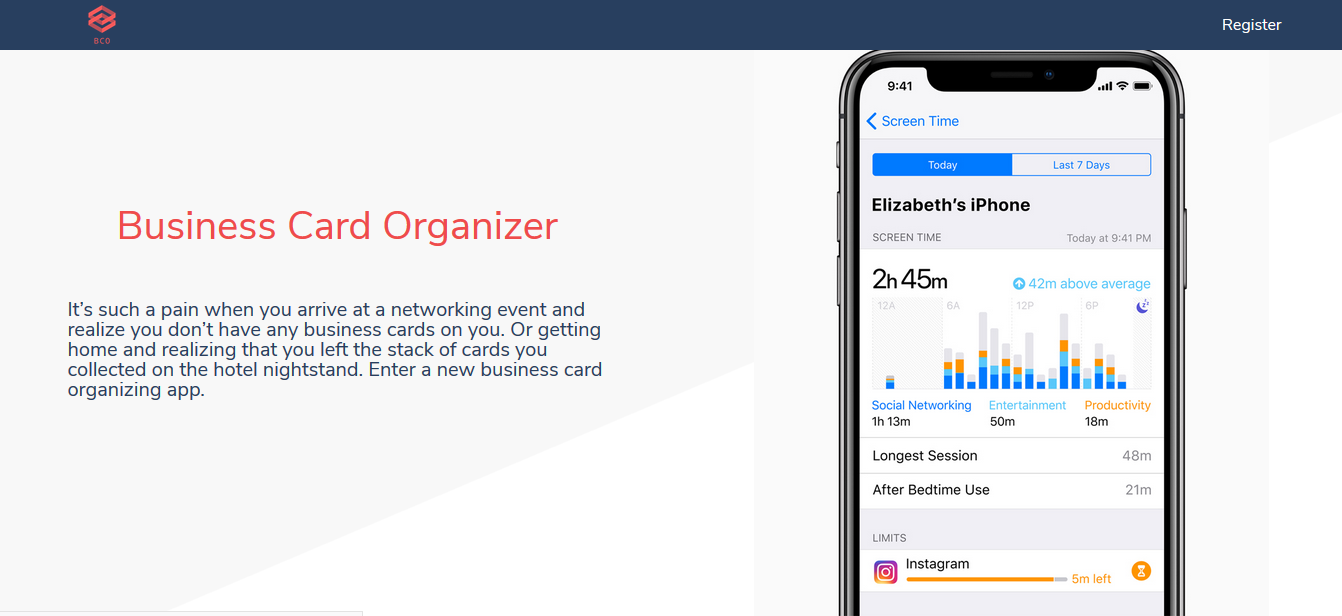 BCO
Register
Business Card Organizer
It's such a pain when you arrive at a networking event and
realize you don't have any business cards on you. Or getting
home and realizing that you left the stack of cards you
collected on the hotel nightstand. Enter a new business card
organizing app.
9:41
Screen Time
Today
Last 7 Days
Elizabeth's iPhone
SCREEN TIME
Today at 9:41 PM
2h 45m
42m above average
12A
6A
12P
6P
Social Networking
Entertainment
Productivity
1h 13m
50m
18m
Longest Session
48m
After Bedtime Use
21m
LIMITS
Instagram
5m left